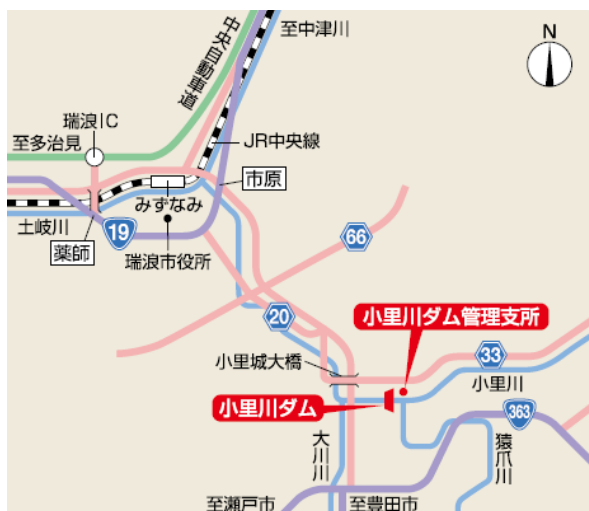 至中津川
N
中央自動車道
瑞浪IC
至多治見
JR中央線
市原
みずなみ
土岐川
19
薬師
瑞浪市役所
66
20
小里川ダム管理支所
33
小里城大橋
小里川
小里川ダム
363
大川川
猿爪川
至瀬戸市
至豊田市